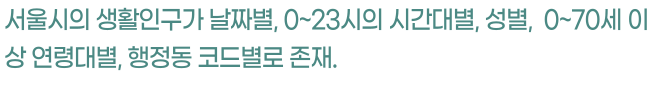 서울시의 생활인구가 날짜별, 0~23시의 시간대별, 성별, 0~70세 이
상 연령대별, 행정동 코드별로 존재.